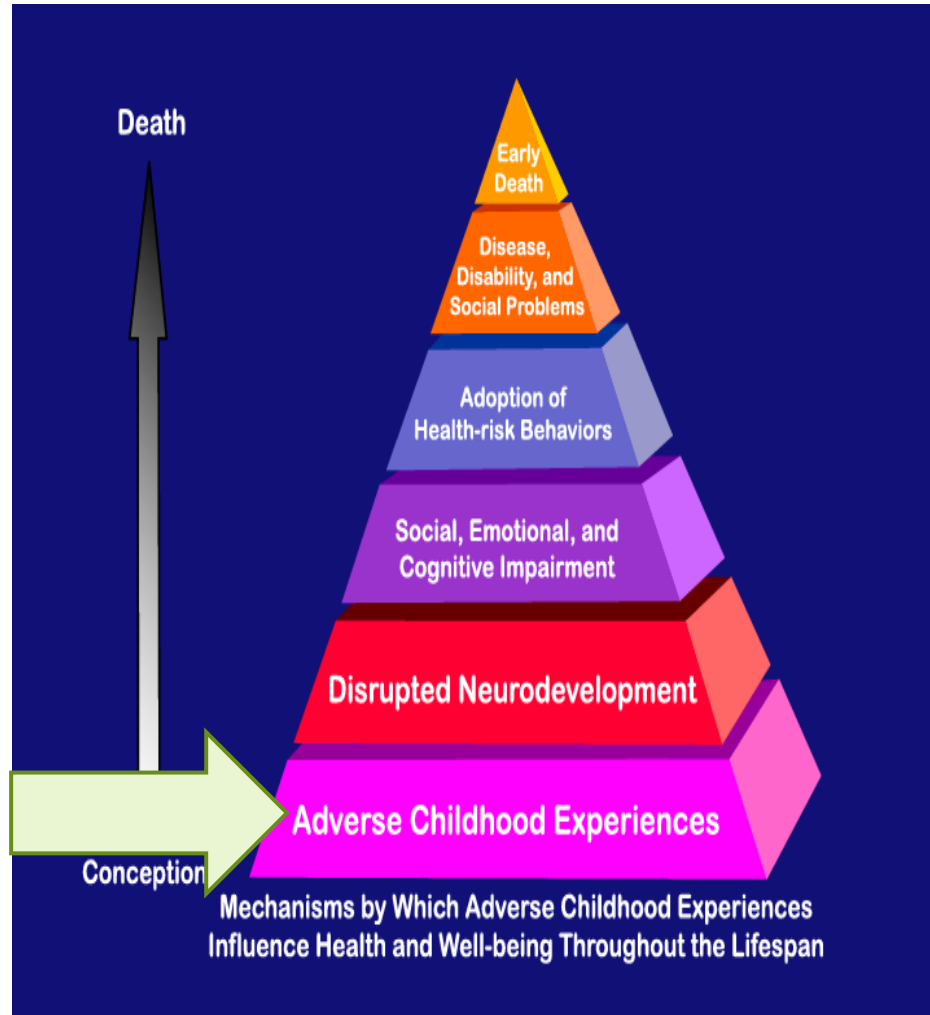 Death
Early
Death
Disease,
Disability, and
Social Problems
Adoption of
Health-risk Behaviors
Social, Emotional, and
Cognitive Impairment
Disrupted Neurodevelopment
Adverse Childhood Experiences
Conception
Mechanisms by Which Adverse Childhood Experiences
Influence Health and Well-being Throughout the Lifespan